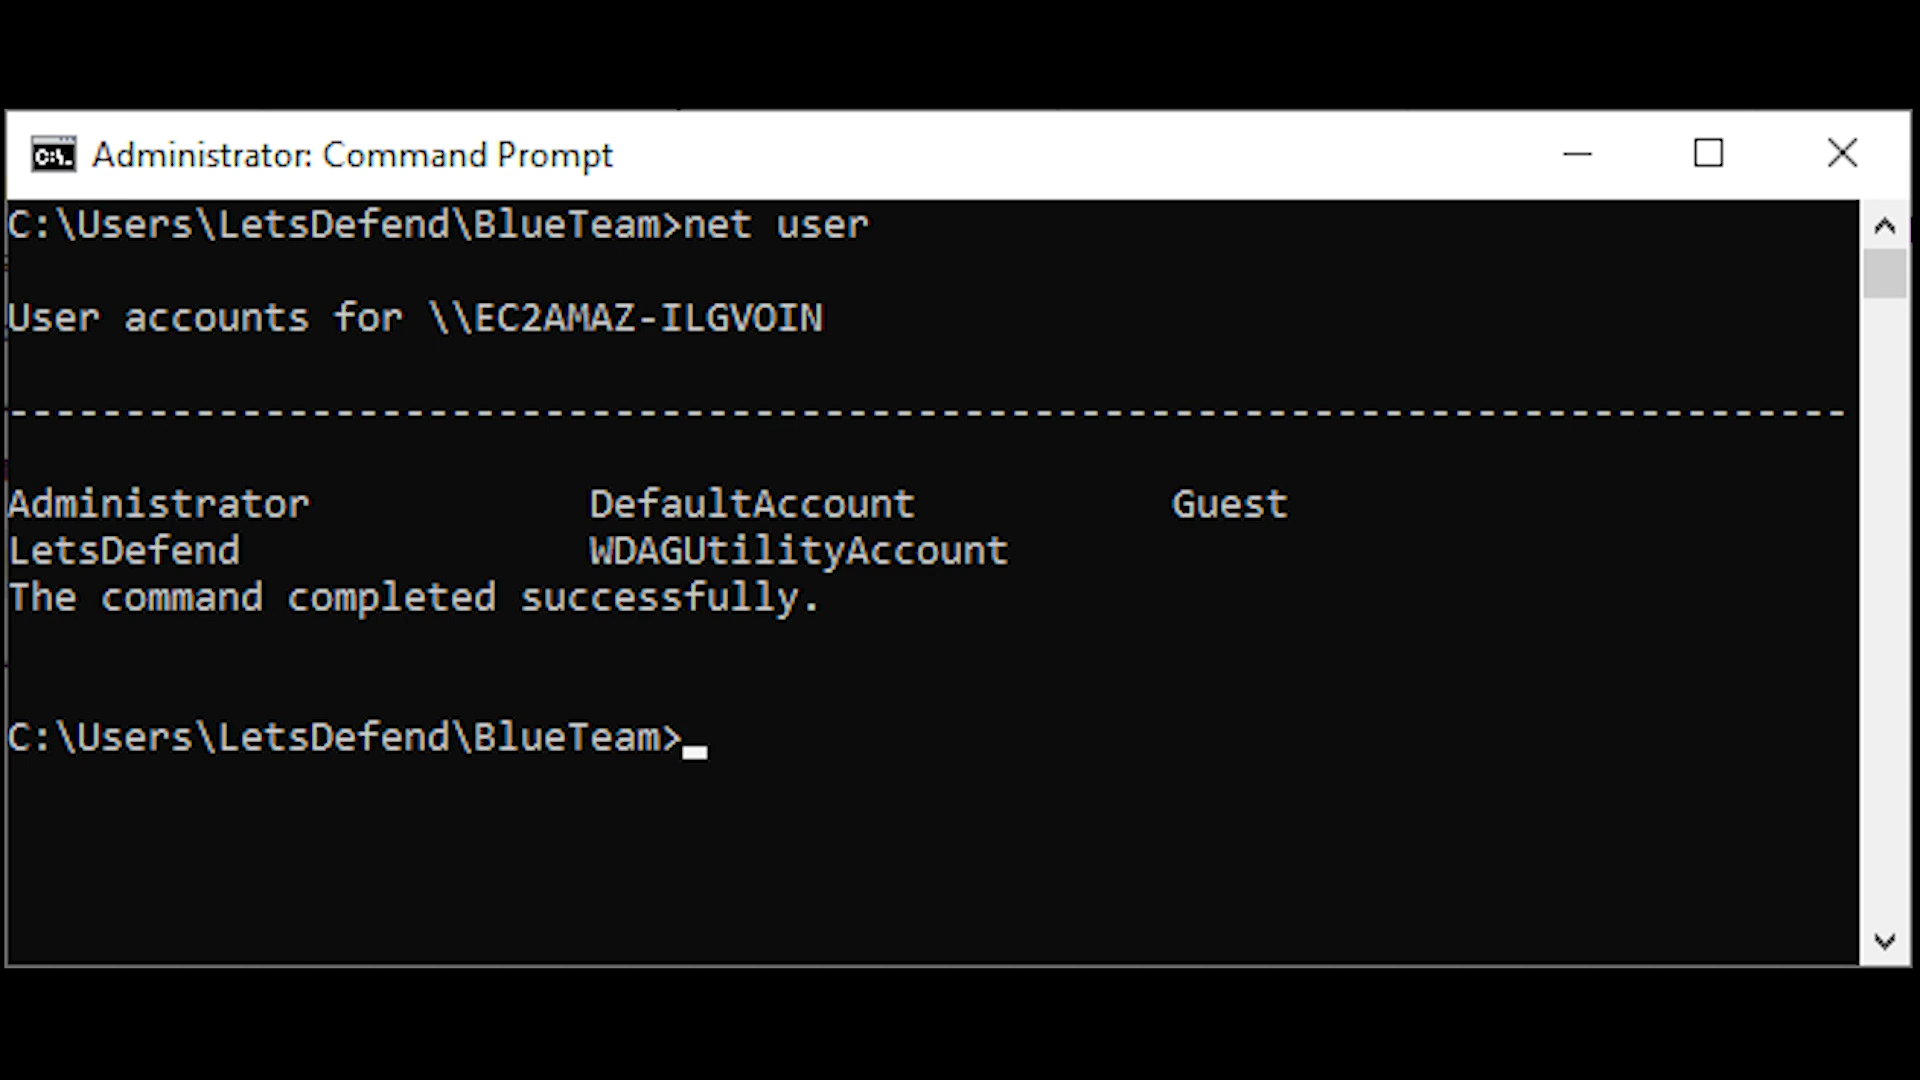 Administrator: Command Prompt
C:\Users\LetsDefend\BlueTeam>net user
User accounts for \\EC2AMAZ-ILGVOIN
-------------------------------------------------------------------------------
Administrator            DefaultAccount           Guest
LetsDefend               WDAGUtilityAccount
The command completed successfully.
C:\Users\LetsDefend\BlueTeam>